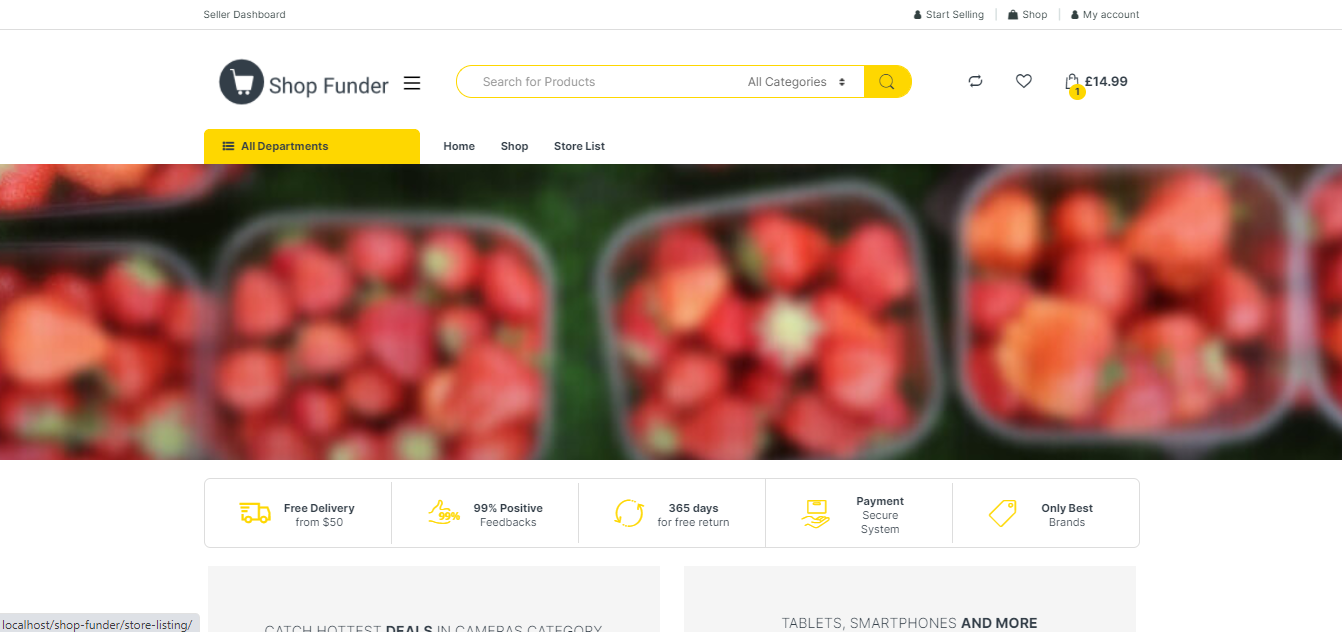 Seller Dashboard
Start Selling
Shop
My account
Shop Funder
Search for Products
All Categories
£14.99
1
All Departments
Home
Shop
Store List
Free Delivery
from $50
99%
99% Positive
Feedbacks
365 days
for free return
Payment
Secure
System
Only Best
Brands
CATCH HOTTEST DEALS IN CAMERAS CATEGORY
TABLETS, SMARTPHONES AND MORE
localhost/shop-funder/store-listing/